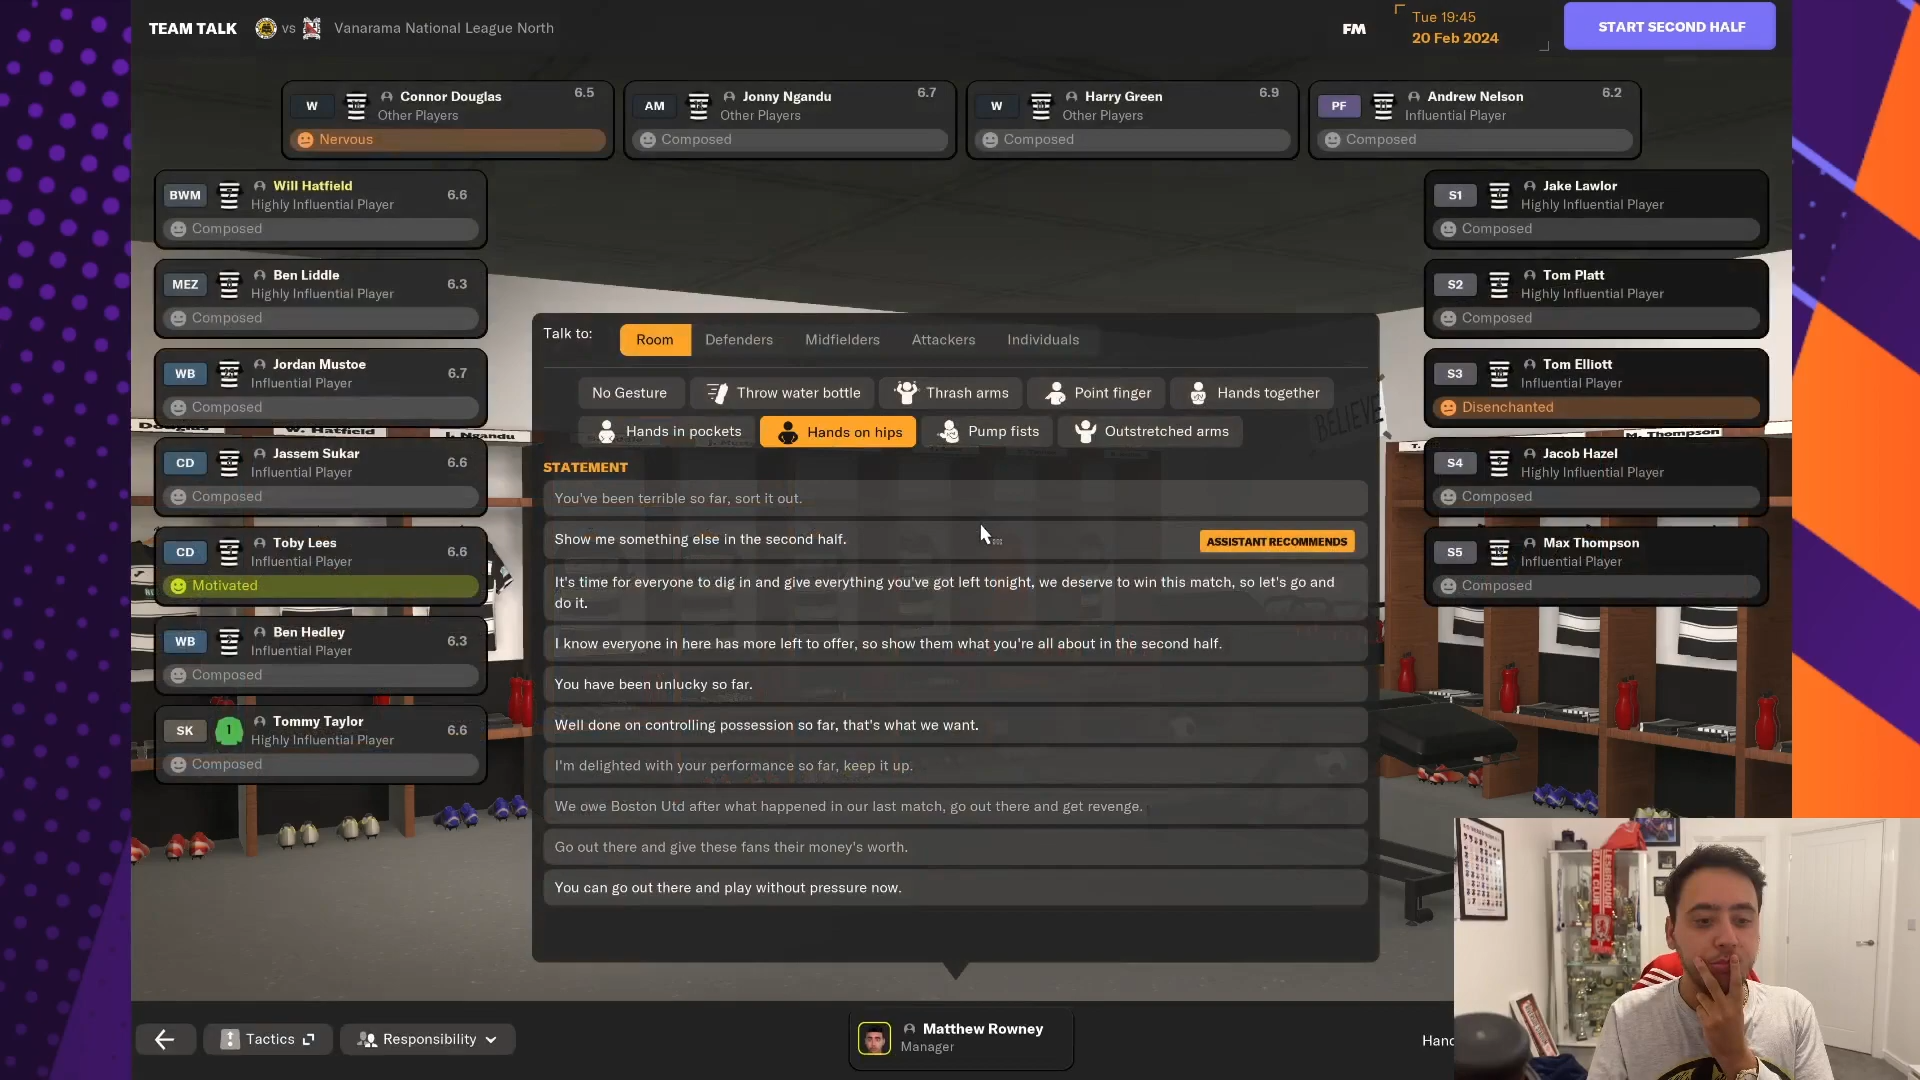 TEAM TALK vs Vanarama National League North
FM
Tue 19:45
20 Feb 2024
START SECOND HALF
W Connor Douglas 6.5
Other Players
Nervous
AM Jonny Ngandu 6.7
Other Players
Composed
W Harry Green 6.9
Other Players
Composed
PF Andrew Nelson 6.2
Influential Player
Composed
BWM Will Hatfield 6.6
Highly Influential Player
Composed
MEZ Ben Liddle 6.3
Highly Influential Player
Composed
WB Jordan Mustoe 6.7
Influential Player
Composed
CD Jassem Sukar 6.6
Influential Player
Composed
CD Toby Lees 6.6
Influential Player
Motivated
WB Ben Hedley 6.3
Influential Player
Composed
SK 1 Tommy Taylor 6.6
Highly Influential Player
Composed
S1 Jake Lawlor
Highly Influential Player
Composed
S2 Tom Platt
Highly Influential Player
Composed
S3 Tom Elliott
Influential Player
Disenchanted
S4 Jacob Hazel
Highly Influential Player
Composed
S5 Max Thompson
Influential Player
Composed
Douglas
W. Hatfield
J. Ngandu
M. Thompson
BELIEVE
Talk to: Room Defenders Midfielders Attackers Individuals
No Gesture Throw water bottle Thrash arms Point finger Hands together
Hands in pockets Hands on hips Pump fists Outstretched arms
STATEMENT
You've been terrible so far, sort it out.
Show me something else in the second half. ASSISTANT RECOMMENDS
It's time for everyone to dig in and give everything you've got left tonight, we deserve to win this match, so let's go and
do it.
I know everyone in here has more left to offer, so show them what you're all about in the second half.
You have been unlucky so far.
Well done on controlling possession so far, that's what we want.
I'm delighted with your performance so far, keep it up.
We owe Boston Utd after what happened in our last match, go out there and get revenge.
Go out there and give these fans their money's worth.
You can go out there and play without pressure now.
Tactics Responsibility
Matthew Rowney
Manager
Hand